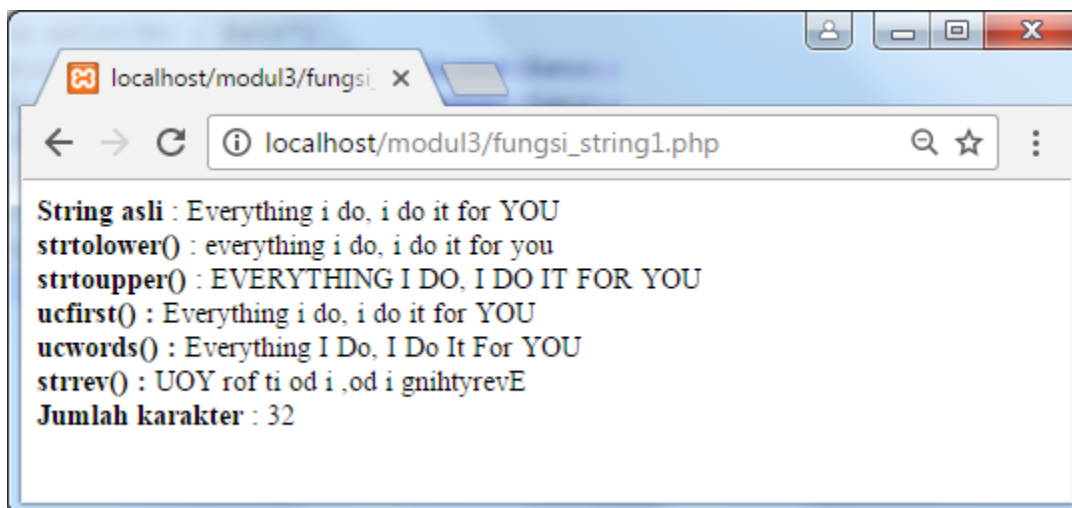 localhost/modul3/fungsi_
localhost/modul3/fungsi_string1.php
String asli : Everything i do, i do it for YOU
strtolower() : everything i do, i do it for you
strtoupper() : EVERYTHING I DO, I DO IT FOR YOU
ucfirst() : Everything i do, i do it for YOU
ucwords() : Everything I Do, I Do It For YOU
strrev() : UOY rof ti od i ,od i gnihtyrevE
Jumlah karakter : 32